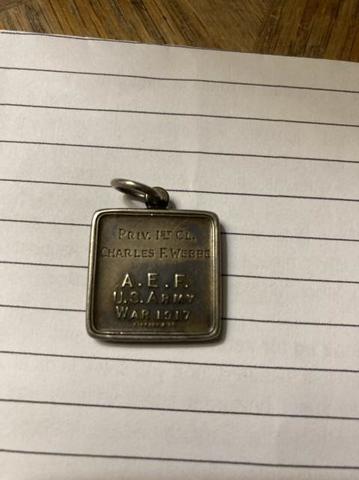 PRIV. 1ST CL.
CHARLES F. WEBBE
A. E. F.
U.S. ARMY
WAR 1917